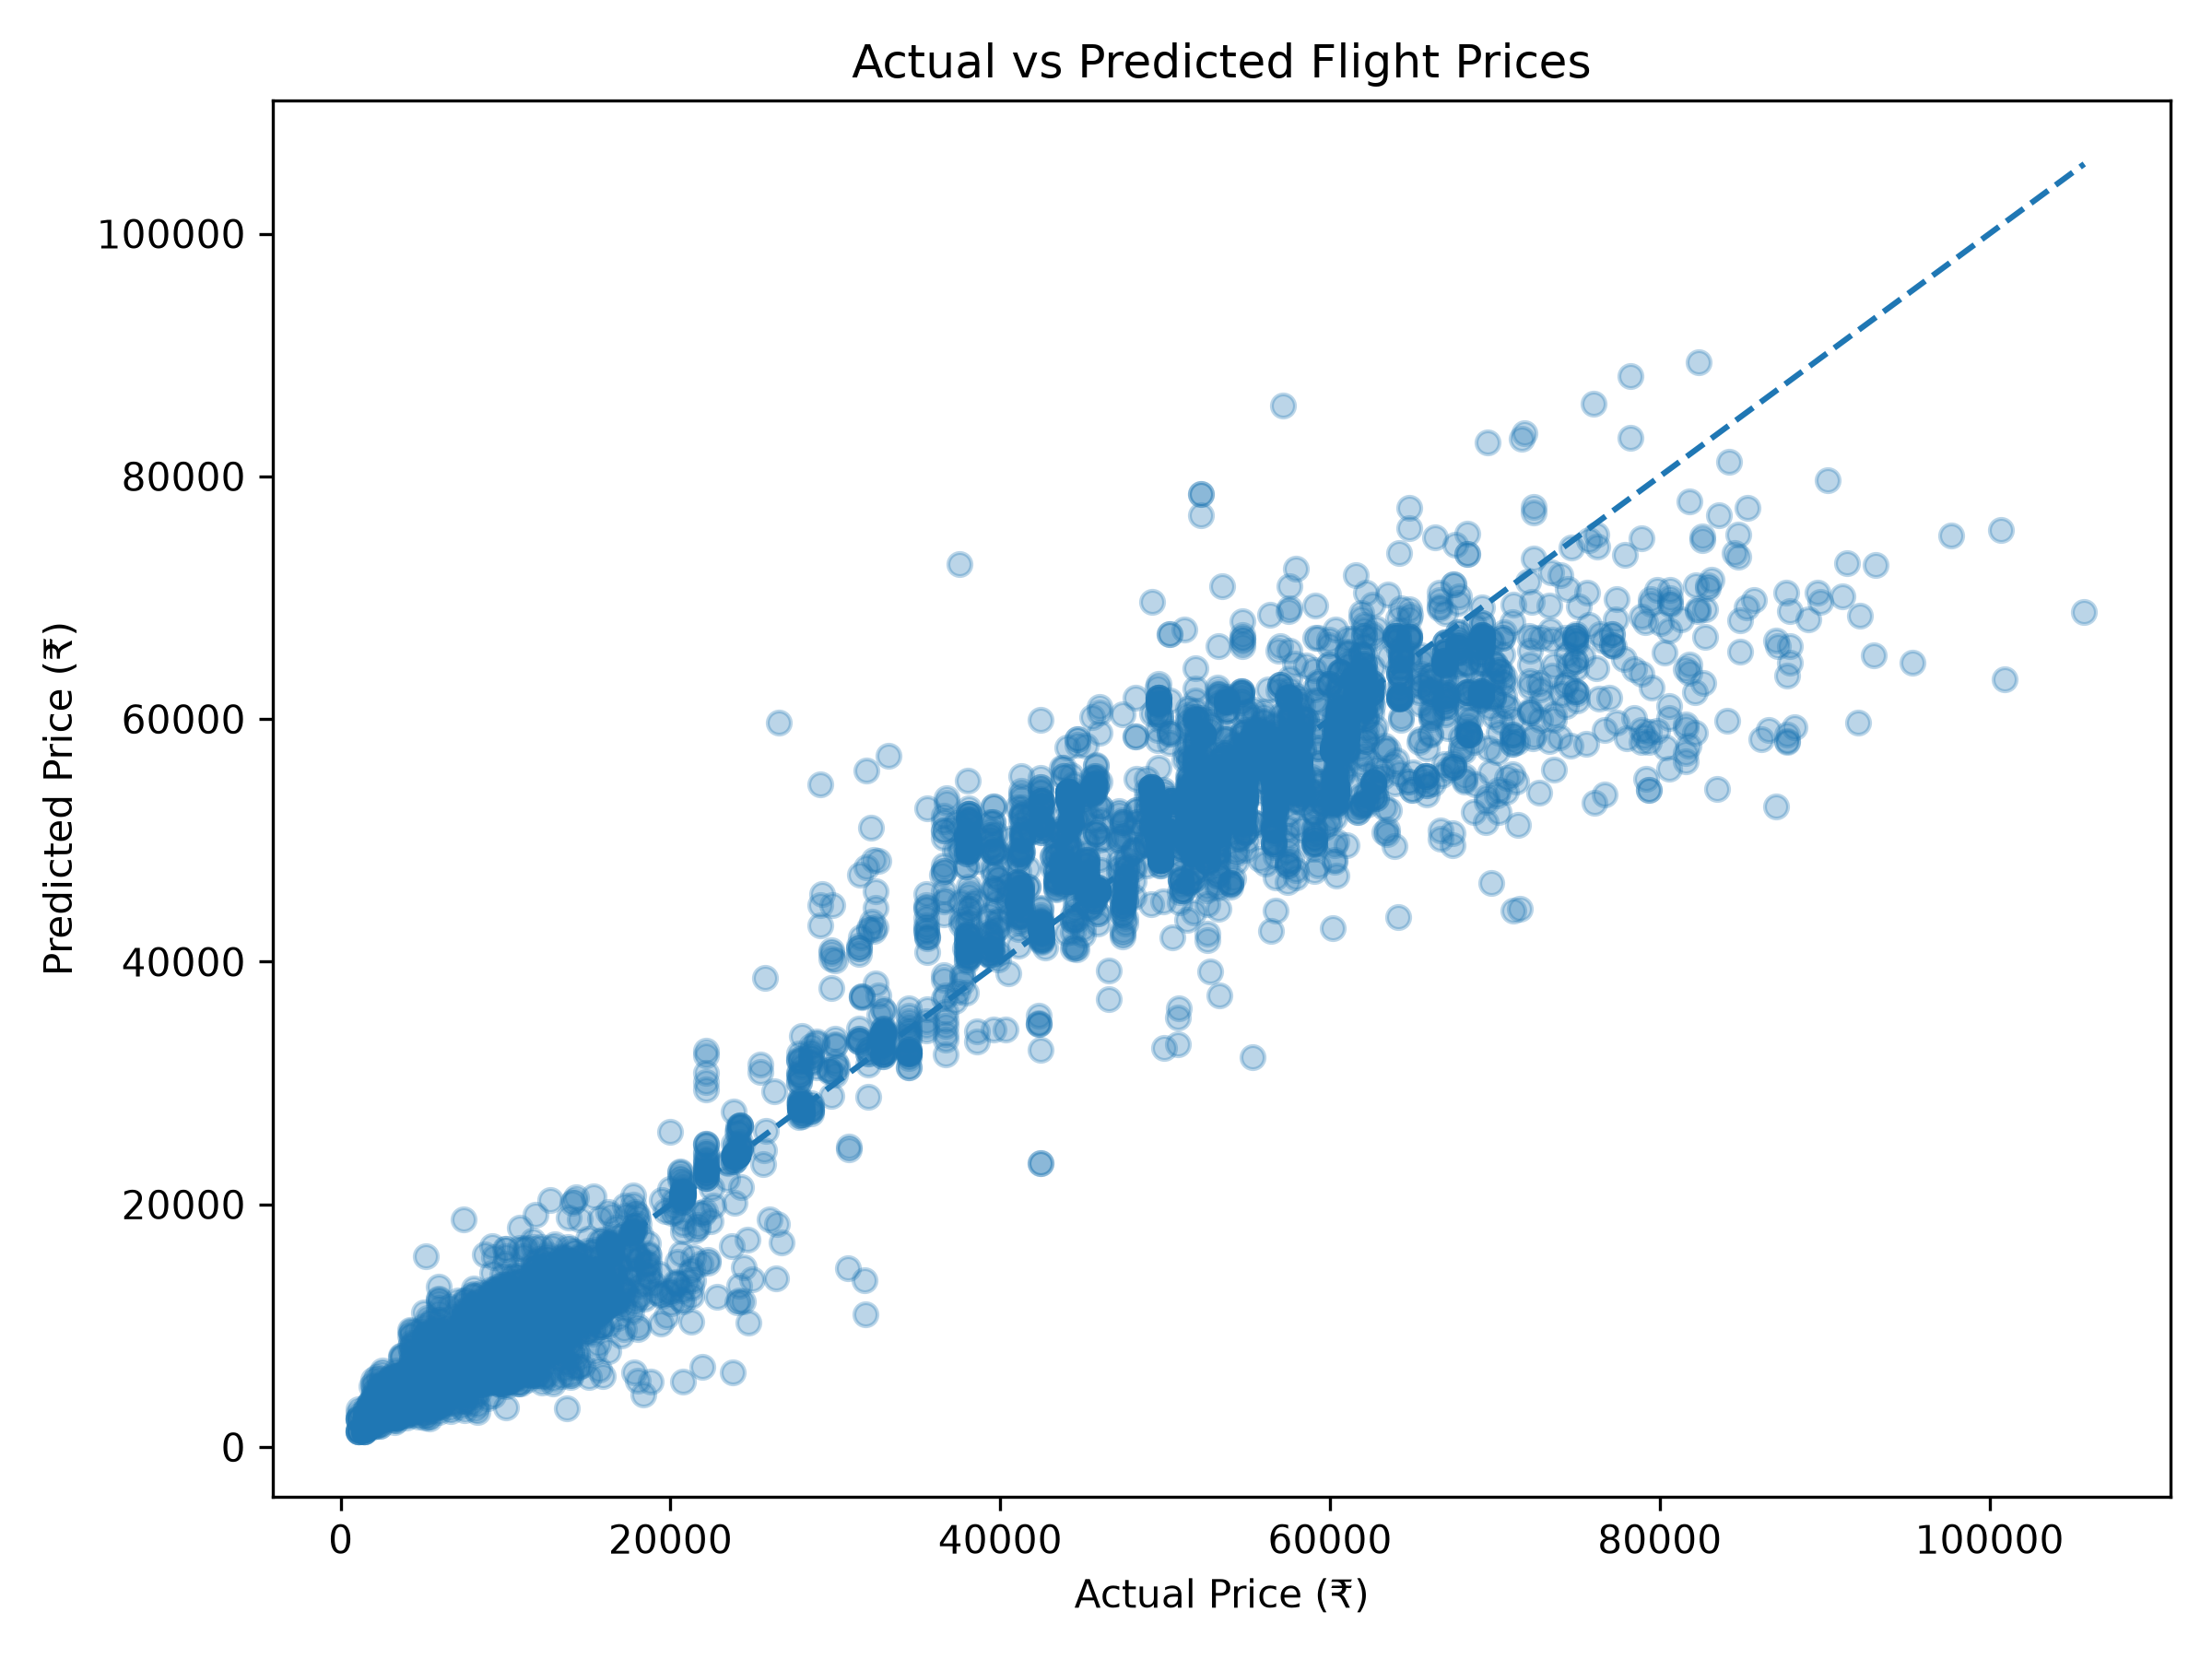 Actual vs Predicted Flight Prices
Predicted Price (₹)
100000
80000
60000
40000
20000
0
0 20000 40000 60000 80000 100000
Actual Price (₹)